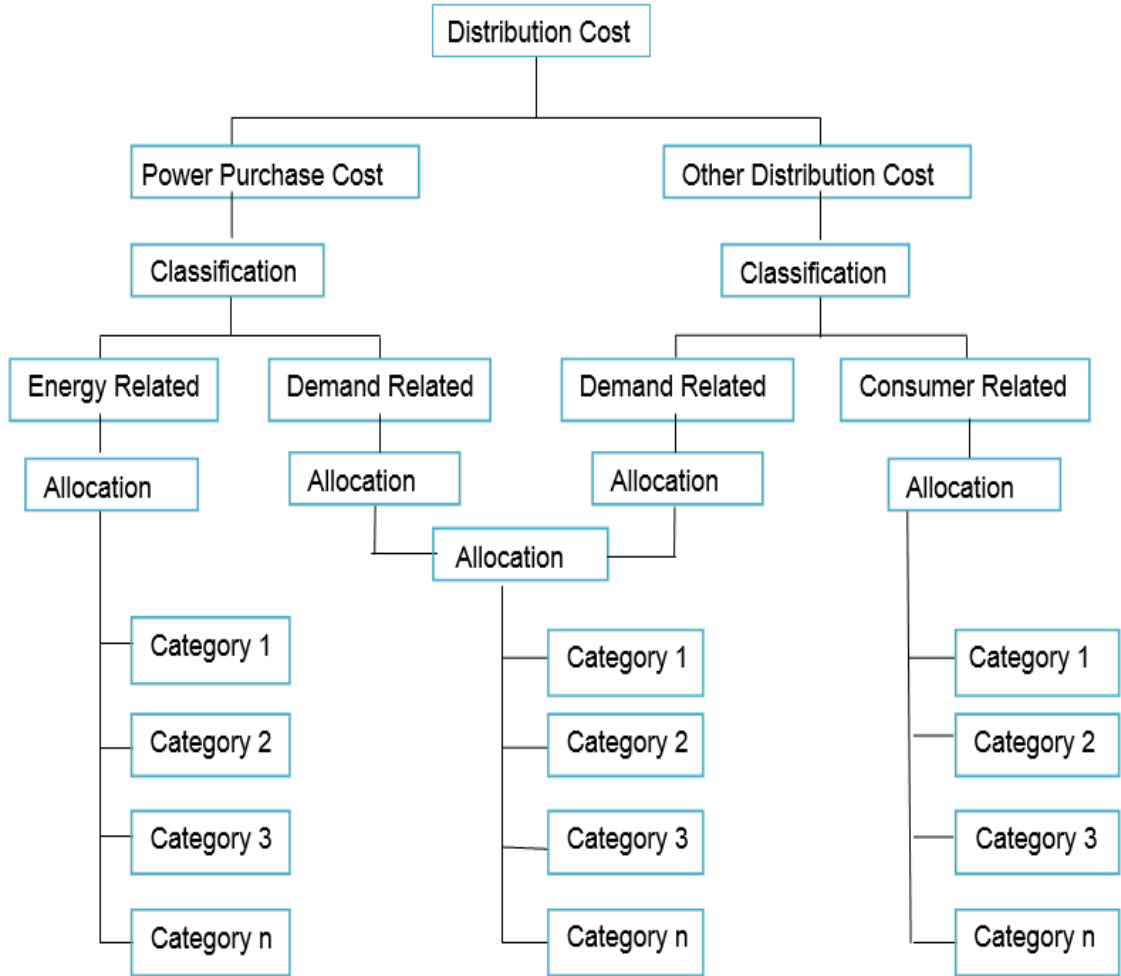 Distribution Cost
Power Purchase Cost
Other Distribution Cost
Classification
Classification
Energy Related
Demand Related
Demand Related
Consumer Related
Allocation
Allocation
Allocation
Allocation
Allocation
Category 1
Category 2
Category 3
Category n
Category 1
Category 2
Category 3
Category n
Category 1
Category 2
Category 3
Category n